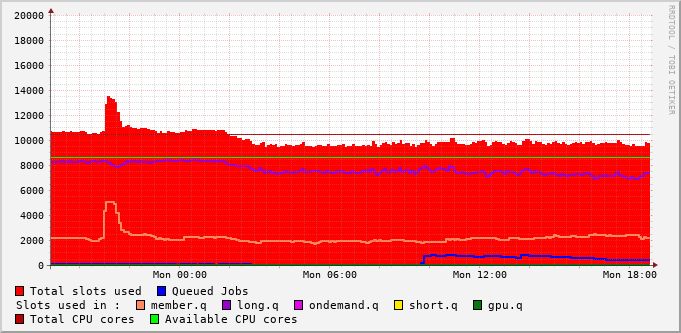 20000
18000
16000
14000
12000
10000
8000
6000
4000
2000
0
Mon 00:00 Mon 06:00 Mon 12:00 Mon 18:00
Total slots used Queued Jobs
Slots used in : member.q long.q ondemand.q short.q gpu.q
Total CPU cores Available CPU cores
RRDTOOL / TOBI OETIKER